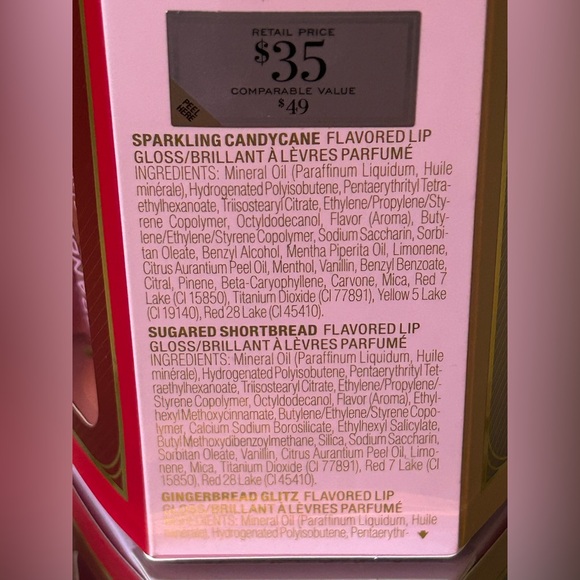 RETAIL PRICE
$35
COMPARABLE VALUE
$49
PEEL
HERE
SPARKLING CANDYCANE FLAVORED LIP
GLOSS/BRILLANT À LÈVRES PARFUMÉ
INGREDIENTS: Mineral Oil (Paraffinum Liquidum, Huile
minérale), Hydrogenated Polyisobutene, Pentaerythrityl Tetra-
ethylhexanoate, Triisostearyl Citrate, Ethylene/Propylene/Sty-
rene Copolymer, Octyldodecanol, Flavor (Aroma), Buty-
lene/Ethylene/Styrene Copolymer, Sodium Saccharin, Sorbi-
tan Oleate, Benzyl Alcohol, Mentha Piperita Oil, Limonene,
Citrus Aurantium Peel Oil, Menthol, Vanillin, Benzyl Benzoate,
Citral, Pinene, Beta-Caryophyllene, Carvone, Mica, Red 7
Lake (CI 15850), Titanium Dioxide (CI 77891), Yellow 5 Lake
(CI 19140), Red 28 Lake (CI 45410).
SUGARED SHORTBREAD FLAVORED LIP
GLOSS/BRILLANT À LÈVRES PARFUMÉ
INGREDIENTS: Mineral Oil (Paraffinum Liquidum, Huile
minérale), Hydrogenated Polyisobutene, Pentaerythrityl Tet-
raethylhexanoate, Triisostearyl Citrate, Ethylene/Propylene/-
Styrene Copolymer, Octyldodecanol, Flavor (Aroma), Ethyl-
hexyl Methoxycinnamate, Butylene/Ethylene/Styrene Copo-
lymer, Calcium Sodium Borosilicate, Ethylhexyl Salicylate,
Butyl Methoxydibenzoylmethane, Silica, Sodium Saccharin,
Sorbitan Oleate, Vanillin, Citrus Aurantium Peel Oil, Limo-
nene, Mica, Titanium Dioxide (CI 77891), Red 7 Lake (CI
15850), Red 28 Lake (CI 45410).
GINGERBREAD GLITZ FLAVORED LIP
GLOSS/BRILLANT À LÈVRES PARFUMÉ
INGREDIENTS: Mineral Oil (Paraffinum Liquidum, Huile
minérale), Hydrogenated Polyisobutene, Pentaerythr-